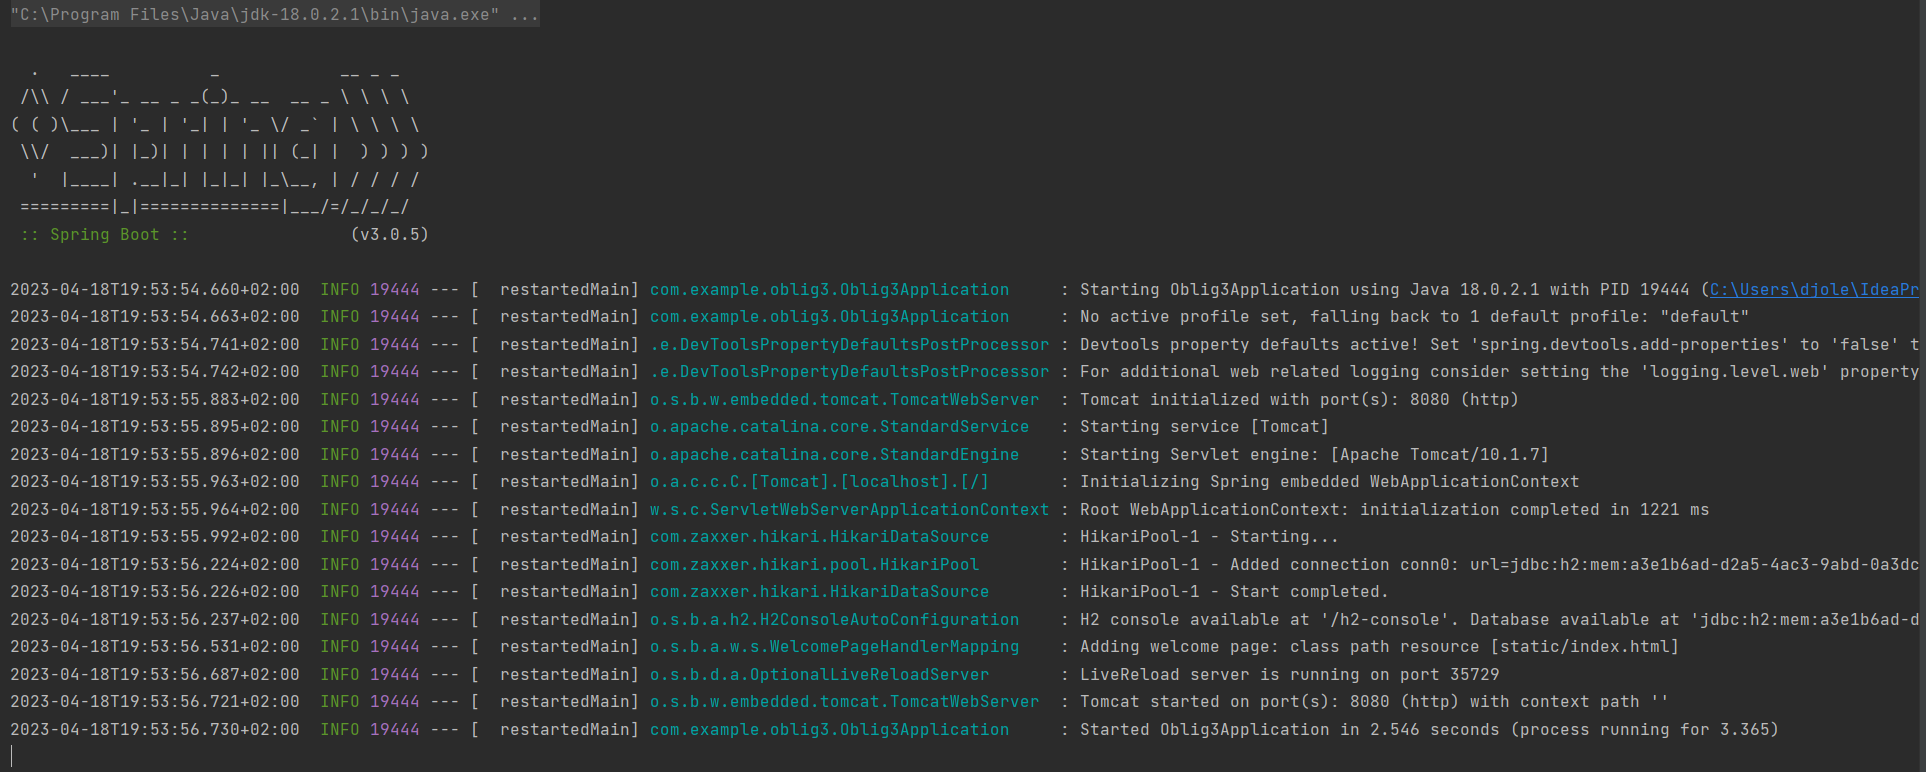 "C:\Program Files\Java\jdk-18.0.2.1\bin\java.exe" ...
  .   ____          _            __ _ _
 /\\ / ___'_ __ _ _(_)_ __  __ _ \ \ \ \
( ( )\___ | '_ | '_| | '_ \/ _` | \ \ \ \
 \\/  ___)| |_)| | | | | || (_| |  ) ) ) )
  '  |____| .__|_| |_|_| |_\__, | / / / /
 =========|_|==============|___/=/_/_/_/
 :: Spring Boot ::                (v3.0.5)
2023-04-18T19:53:54.660+02:00  INFO 19444 --- [  restartedMain] com.example.oblig3.Oblig3Application     : Starting Oblig3Application using Java 18.0.2.1 with PID 19444 (C:\Users\djole\IdeaPr
2023-04-18T19:53:54.663+02:00  INFO 19444 --- [  restartedMain] com.example.oblig3.Oblig3Application     : No active profile set, falling back to 1 default profile: "default"
2023-04-18T19:53:54.741+02:00  INFO 19444 --- [  restartedMain] .e.DevToolsPropertyDefaultsPostProcessor : Devtools property defaults active! Set 'spring.devtools.add-properties' to 'false' t
2023-04-18T19:53:54.742+02:00  INFO 19444 --- [  restartedMain] .e.DevToolsPropertyDefaultsPostProcessor : For additional web related logging consider setting the 'logging.level.web' property
2023-04-18T19:53:55.883+02:00  INFO 19444 --- [  restartedMain] o.s.b.w.embedded.tomcat.TomcatWebServer  : Tomcat initialized with port(s): 8080 (http)
2023-04-18T19:53:55.895+02:00  INFO 19444 --- [  restartedMain] o.apache.catalina.core.StandardService   : Starting service [Tomcat]
2023-04-18T19:53:55.896+02:00  INFO 19444 --- [  restartedMain] o.apache.catalina.core.StandardEngine    : Starting Servlet engine: [Apache Tomcat/10.1.7]
2023-04-18T19:53:55.963+02:00  INFO 19444 --- [  restartedMain] o.a.c.c.C.[Tomcat].[localhost].[/]       : Initializing Spring embedded WebApplicationContext
2023-04-18T19:53:55.964+02:00  INFO 19444 --- [  restartedMain] w.s.c.ServletWebServerApplicationContext : Root WebApplicationContext: initialization completed in 1221 ms
2023-04-18T19:53:55.992+02:00  INFO 19444 --- [  restartedMain] com.zaxxer.hikari.HikariDataSource       : HikariPool-1 - Starting...
2023-04-18T19:53:56.224+02:00  INFO 19444 --- [  restartedMain] com.zaxxer.hikari.pool.HikariPool        : HikariPool-1 - Added connection conn0: url=jdbc:h2:mem:a3e1b6ad-d2a5-4ac3-9abd-0a3dc
2023-04-18T19:53:56.226+02:00  INFO 19444 --- [  restartedMain] com.zaxxer.hikari.HikariDataSource       : HikariPool-1 - Start completed.
2023-04-18T19:53:56.237+02:00  INFO 19444 --- [  restartedMain] o.s.b.a.h2.H2ConsoleAutoConfiguration    : H2 console available at '/h2-console'. Database available at 'jdbc:h2:mem:a3e1b6ad-d
2023-04-18T19:53:56.531+02:00  INFO 19444 --- [  restartedMain] o.s.b.a.w.s.WelcomePageHandlerMapping    : Adding welcome page: class path resource [static/index.html]
2023-04-18T19:53:56.687+02:00  INFO 19444 --- [  restartedMain] o.s.b.d.a.OptionalLiveReloadServer       : LiveReload server is running on port 35729
2023-04-18T19:53:56.721+02:00  INFO 19444 --- [  restartedMain] o.s.b.w.embedded.tomcat.TomcatWebServer  : Tomcat started on port(s): 8080 (http) with context path ''
2023-04-18T19:53:56.730+02:00  INFO 19444 --- [  restartedMain] com.example.oblig3.Oblig3Application     : Started Oblig3Application in 2.546 seconds (process running for 3.365)